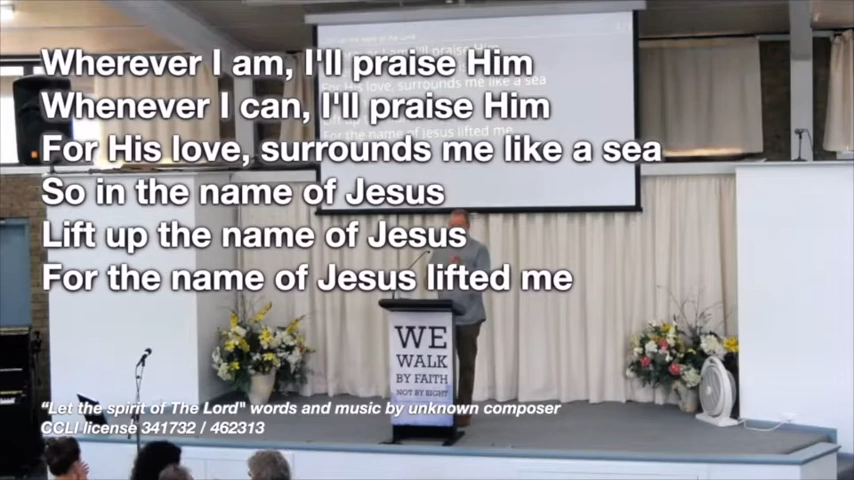 Wherever I am, I'll praise Him
Whenever I can, I'll praise Him
For His love, surrounds me like a sea
So in the name of Jesus
Lift up the name of Jesus
For the name of Jesus lifted me
WE
WALK
BY FAITH
NOT BY SIGHT
"Let the spirit of The Lord" words and music by unknown composer
CCLI license 341732 / 462313